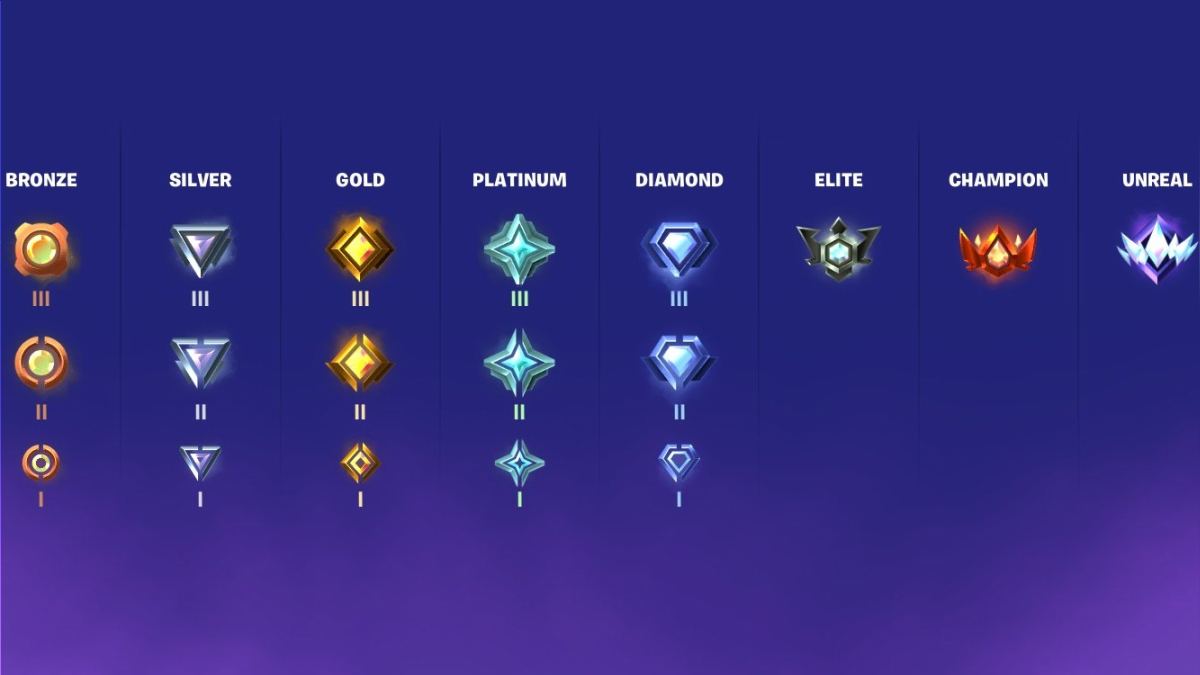 BRONZE SILVER GOLD PLATINUM DIAMOND ELITE CHAMPION UNREAL
III III III III III
II II II II II
I I I I I